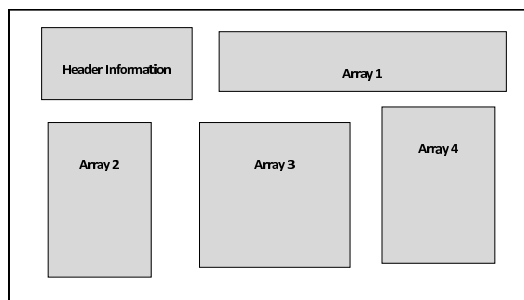 Header Information
Array 1
Array 2
Array 3
Array 4